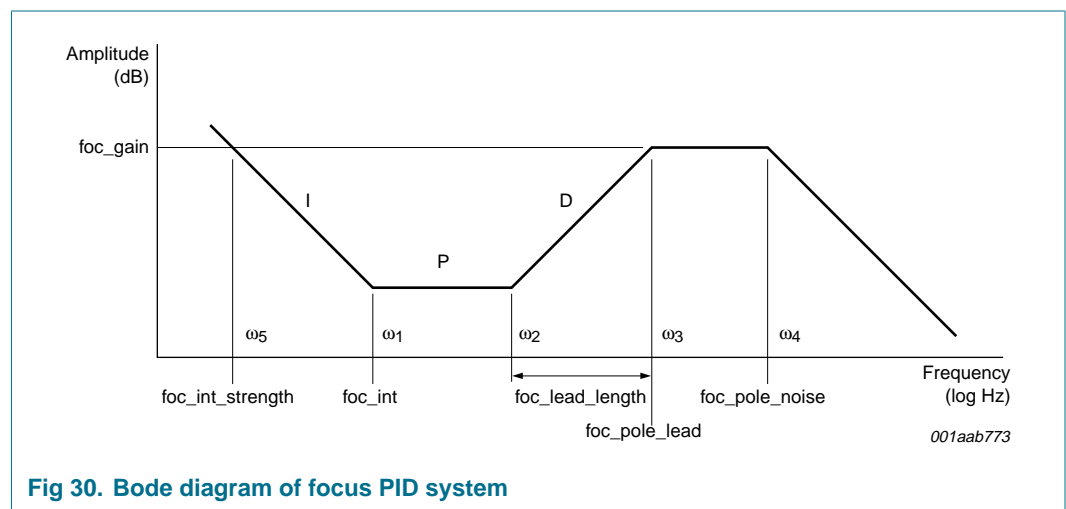 Amplitude
(dB)
foc_gain
I
P
D
ω5
ω1
ω2
ω3
ω4
foc_int_strength
foc_int
foc_lead_length
foc_pole_lead
foc_pole_noise
Frequency
(log Hz)
001aab773
Fig 30. Bode diagram of focus PID system